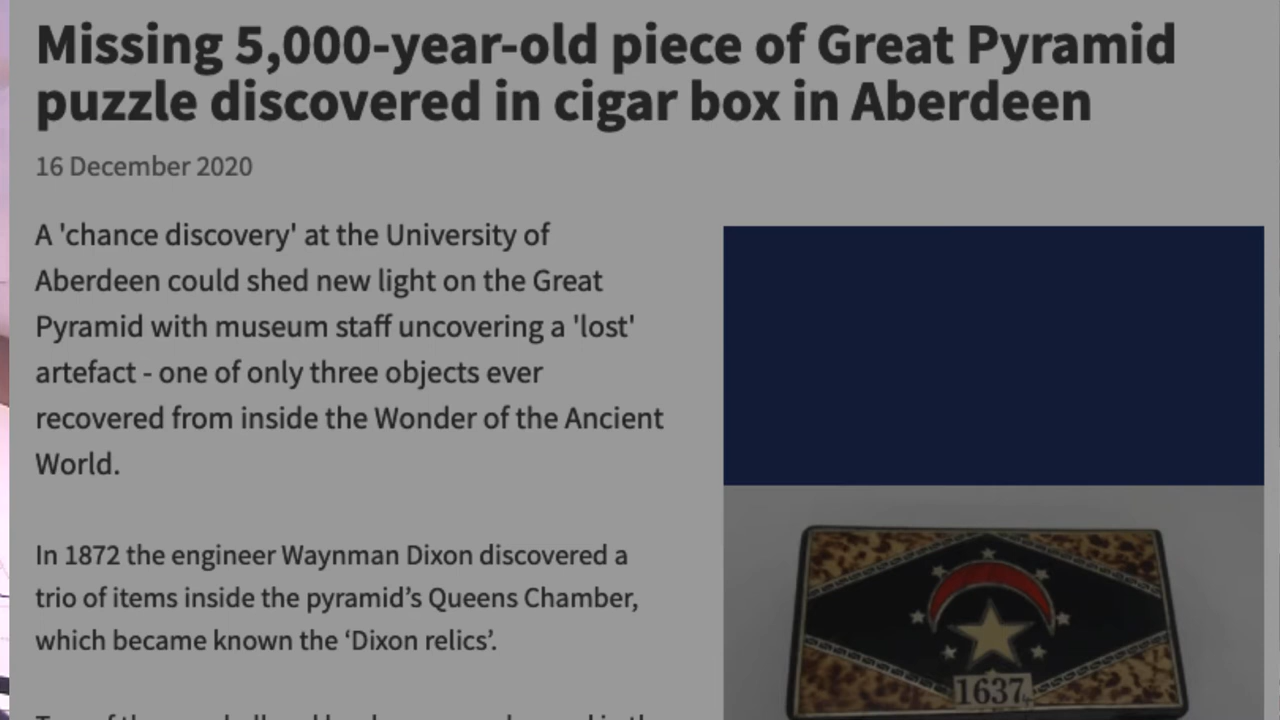 Missing 5,000-year-old piece of Great Pyramid
puzzle discovered in cigar box in Aberdeen
16 December 2020
A 'chance discovery' at the University of
Aberdeen could shed new light on the Great
Pyramid with museum staff uncovering a 'lost'
artefact - one of only three objects ever
recovered from inside the Wonder of the Ancient
World.
In 1872 the engineer Waynman Dixon discovered a
trio of items inside the pyramid’s Queens Chamber,
which became known the ‘Dixon relics’.
1637